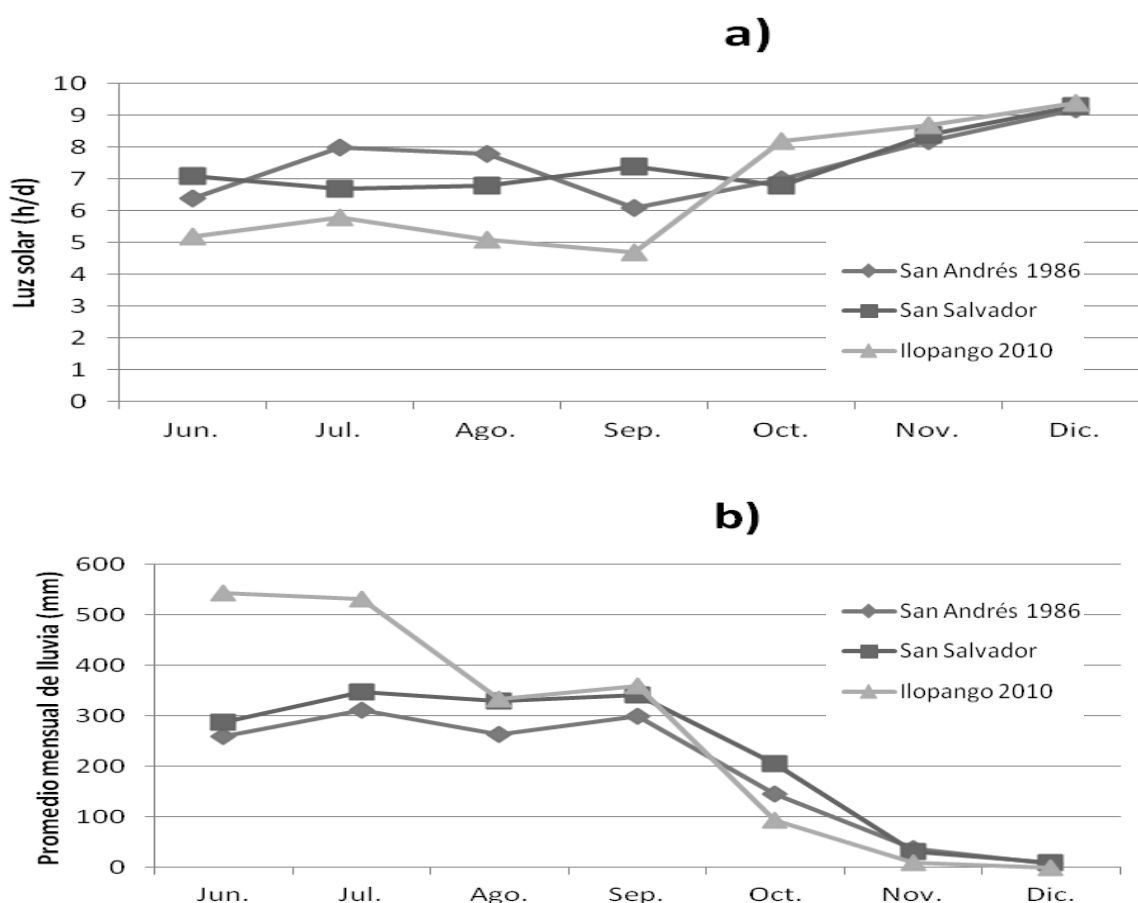 a)
Luz solar (h/d)
10
9
8
7
6
5
4
3
2
1
0
San Andrés 1986
San Salvador
Ilopango 2010
Jun. Jul. Ago. Sep. Oct. Nov. Dic.
b)
Promedio mensual de lluvia (mm)
600
500
400
300
200
100
0
San Andrés 1986
San Salvador
Ilopango 2010
Jun. Jul. Ago. Sep. Oct. Nov. Dic.